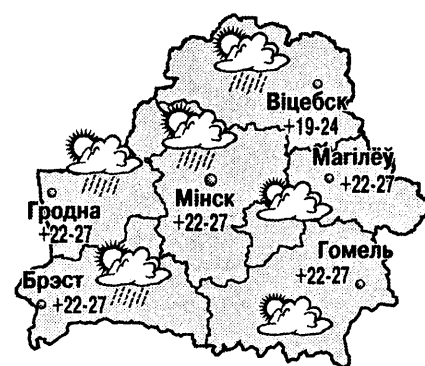 Віцебск
+19-24
Магілёў
+22-27
Мінск
+22-27
Гродна
+22-27
Гомель
+22-27
Брэст
+22-27